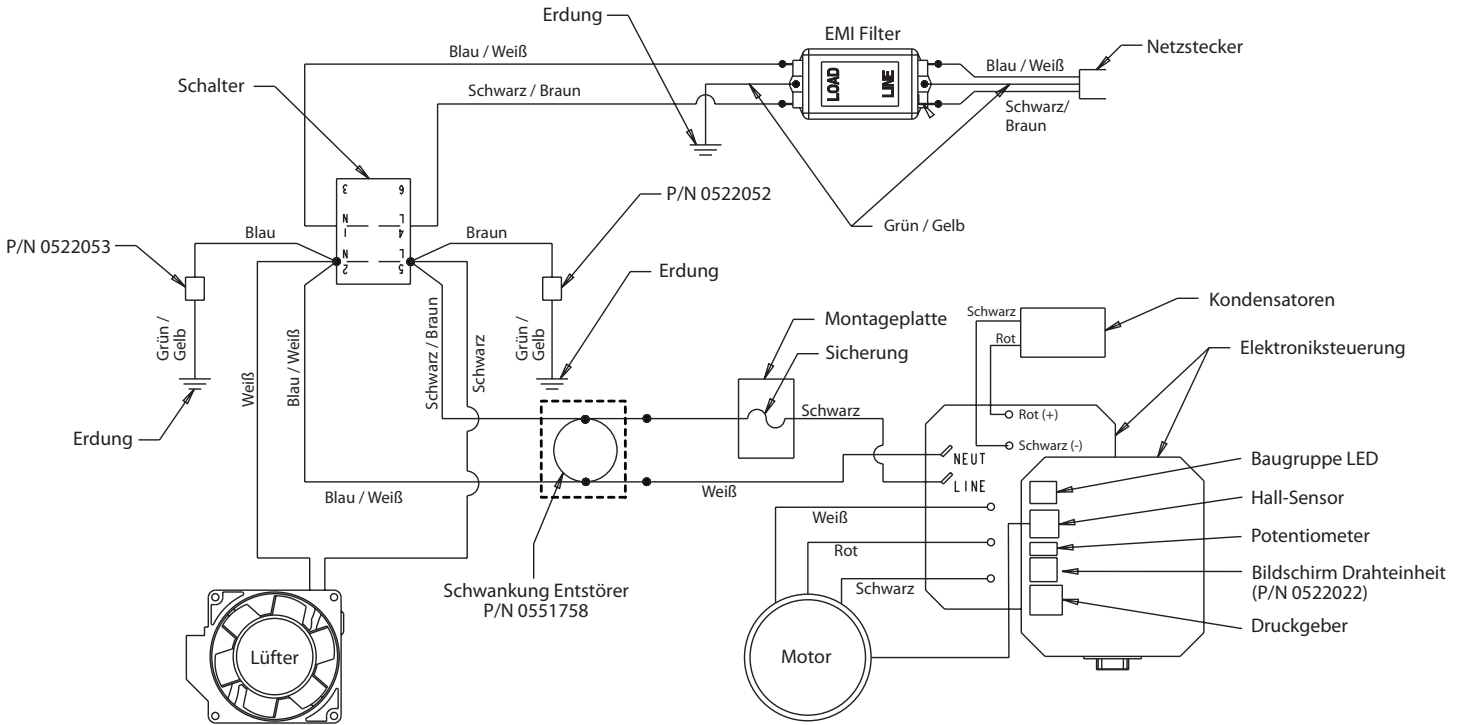 Erdung
EMI Filter
Netzstecker
Blau / Weiß
Blau / Weiß
LOAD
LINE
Schalter
Schwarz / Braun
Schwarz/
Braun
3
6
P/N 0522052
N
L
1
4
Grün / Gelb
Blau
Braun
P/N 0522053
N
L
2
5
Erdung
Grün /
Gelb
Weiß
Blau / Weiß
Schwarz / Braun
Schwarz
Grün /
Gelb
Montageplatte
Sicherung
Schwarz
Schwarz
Rot
Kondensatoren
Elektroniksteuerung
Rot (+)
Schwarz (-)
Erdung
NEUT
LINE
Baugruppe LED
Hall-Sensor
Potentiometer
Bildschirm Drahteinheit
(P/N 0522022)
Druckgeber
Blau / Weiß
Weiß
Weiß
Rot
Schwarz
Schwankung Entstörer
P/N 0551758
Lüfter
Motor